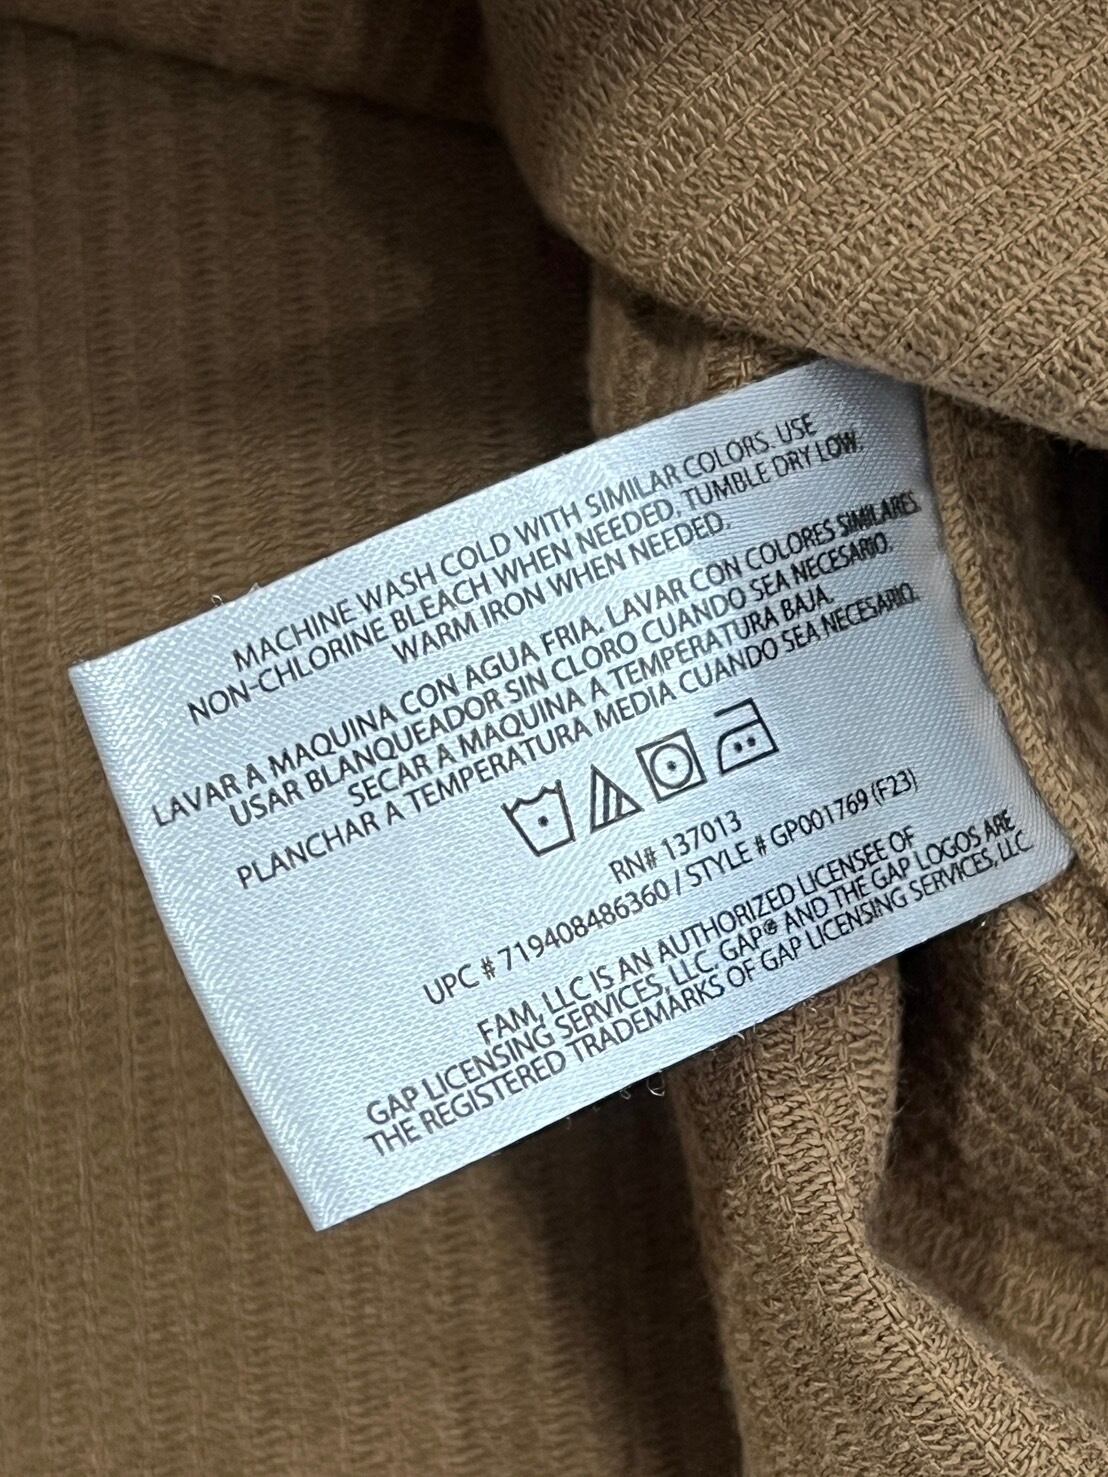 MACHINE WASH COLD WITH SIMILAR COLORS. USE
NON-CHLORINE BLEACH WHEN NEEDED. TUMBLE DRY LOW.
WARM IRON WHEN NEEDED.
LAVAR A MAQUINA CON AGUA FRIA. LAVAR CON COLORES SIMILARES.
USAR BLANQUEADOR SIN CLORO CUANDO SEA NECESARIO.
SECAR A MAQUINA A TEMPERATURA BAJA.
PLANCHAR A TEMPERATURA MEDIA CUANDO SEA NECESARIO.
RN# 137013
UPC # 719408486360 / STYLE # GP001769 (F23)
FAM, LLC IS AN AUTHORIZED LICENSEE OF
GAP LICENSING SERVICES, LLC. GAP® AND THE GAP LOGOS ARE
THE REGISTERED TRADEMARKS OF GAP LICENSING SERVICES, LLC.